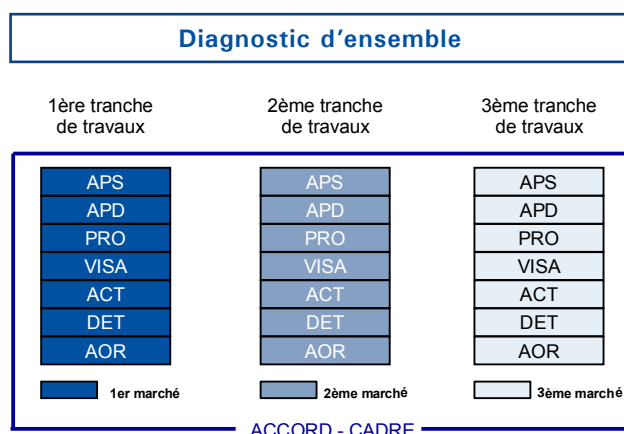 Diagnostic d'ensemble
1ère tranche
de travaux
2ème tranche
de travaux
3ème tranche
de travaux
APS
APD
PRO
VISA
ACT
DET
AOR
1er marché
APS
APD
PRO
VISA
ACT
DET
AOR
2ème marché
APS
APD
PRO
VISA
ACT
DET
AOR
3ème marché
ACCORD - CADRE